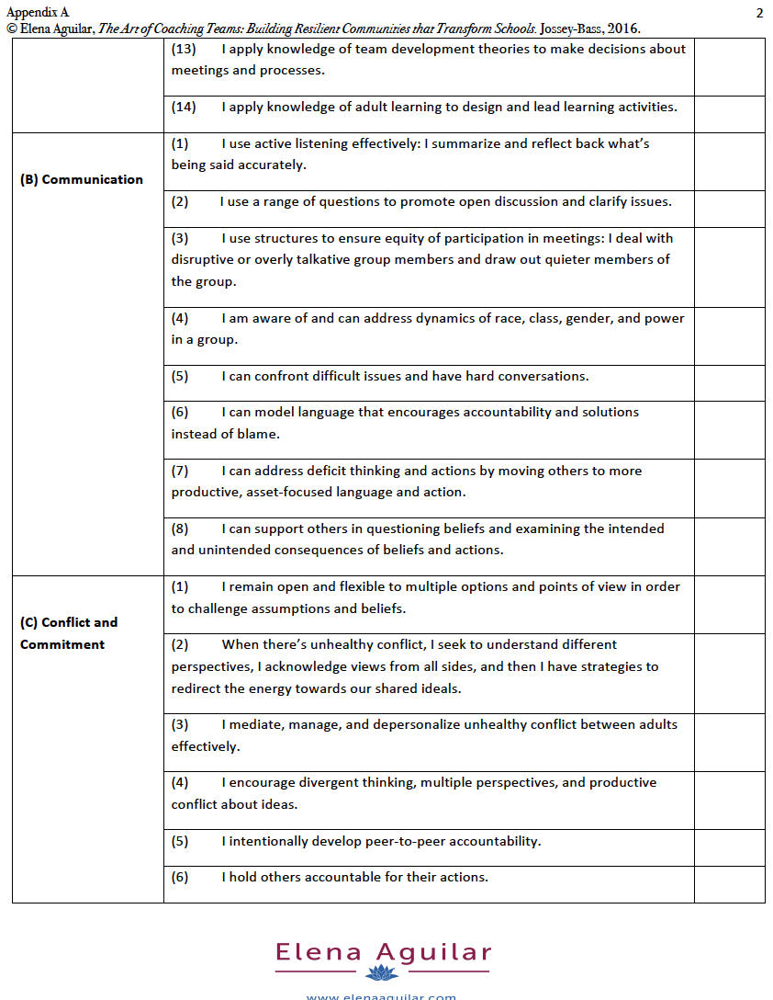 Appendix A
2
© Elena Aguilar, The Art of Coaching Teams: Building Resilient Communities that Transform Schools. Jossey-Bass, 2016.
(13) I apply knowledge of team development theories to make decisions about
meetings and processes.
(14) I apply knowledge of adult learning to design and lead learning activities.
(B) Communication
(1) I use active listening effectively: I summarize and reflect back what’s
being said accurately.
(2) I use a range of questions to promote open discussion and clarify issues.
(3) I use structures to ensure equity of participation in meetings: I deal with
disruptive or overly talkative group members and draw out quieter members of
the group.
(4) I am aware of and can address dynamics of race, class, gender, and power
in a group.
(5) I can confront difficult issues and have hard conversations.
(6) I can model language that encourages accountability and solutions
instead of blame.
(7) I can address deficit thinking and actions by moving others to more
productive, asset-focused language and action.
(8) I can support others in questioning beliefs and examining the intended
and unintended consequences of beliefs and actions.
(C) Conflict and
Commitment
(1) I remain open and flexible to multiple options and points of view in order
to challenge assumptions and beliefs.
(2) When there’s unhealthy conflict, I seek to understand different
perspectives, I acknowledge views from all sides, and then I have strategies to
redirect the energy towards our shared ideals.
(3) I mediate, manage, and depersonalize unhealthy conflict between adults
effectively.
(4) I encourage divergent thinking, multiple perspectives, and productive
conflict about ideas.
(5) I intentionally develop peer-to-peer accountability.
(6) I hold others accountable for their actions.
Elena Aguilar
www.elenaaguilar.com